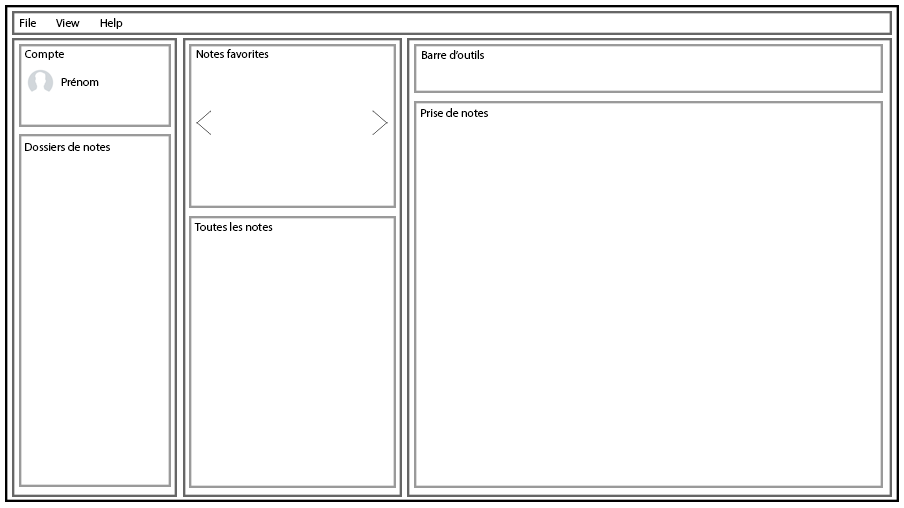 File View Help
Compte
Prénom
Dossiers de notes
Notes favorites
Toutes les notes
Barre d’outils
Prise de notes